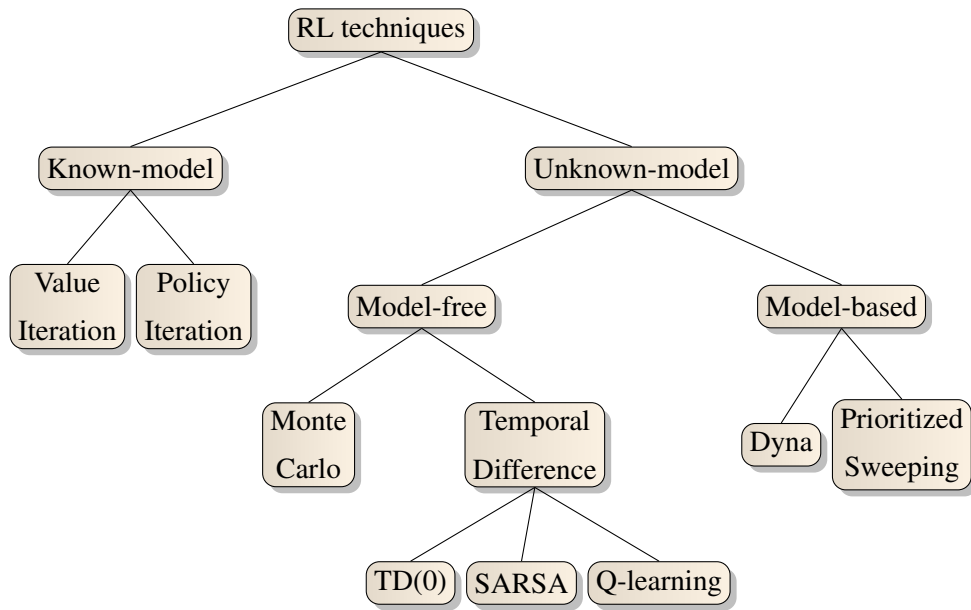 RL techniques
Known-model
Unknown-model
Value
Iteration
Policy
Iteration
Model-free
Model-based
Monte
Carlo
Temporal
Difference
Dyna
Prioritized
Sweeping
TD(0)
SARSA
Q-learning